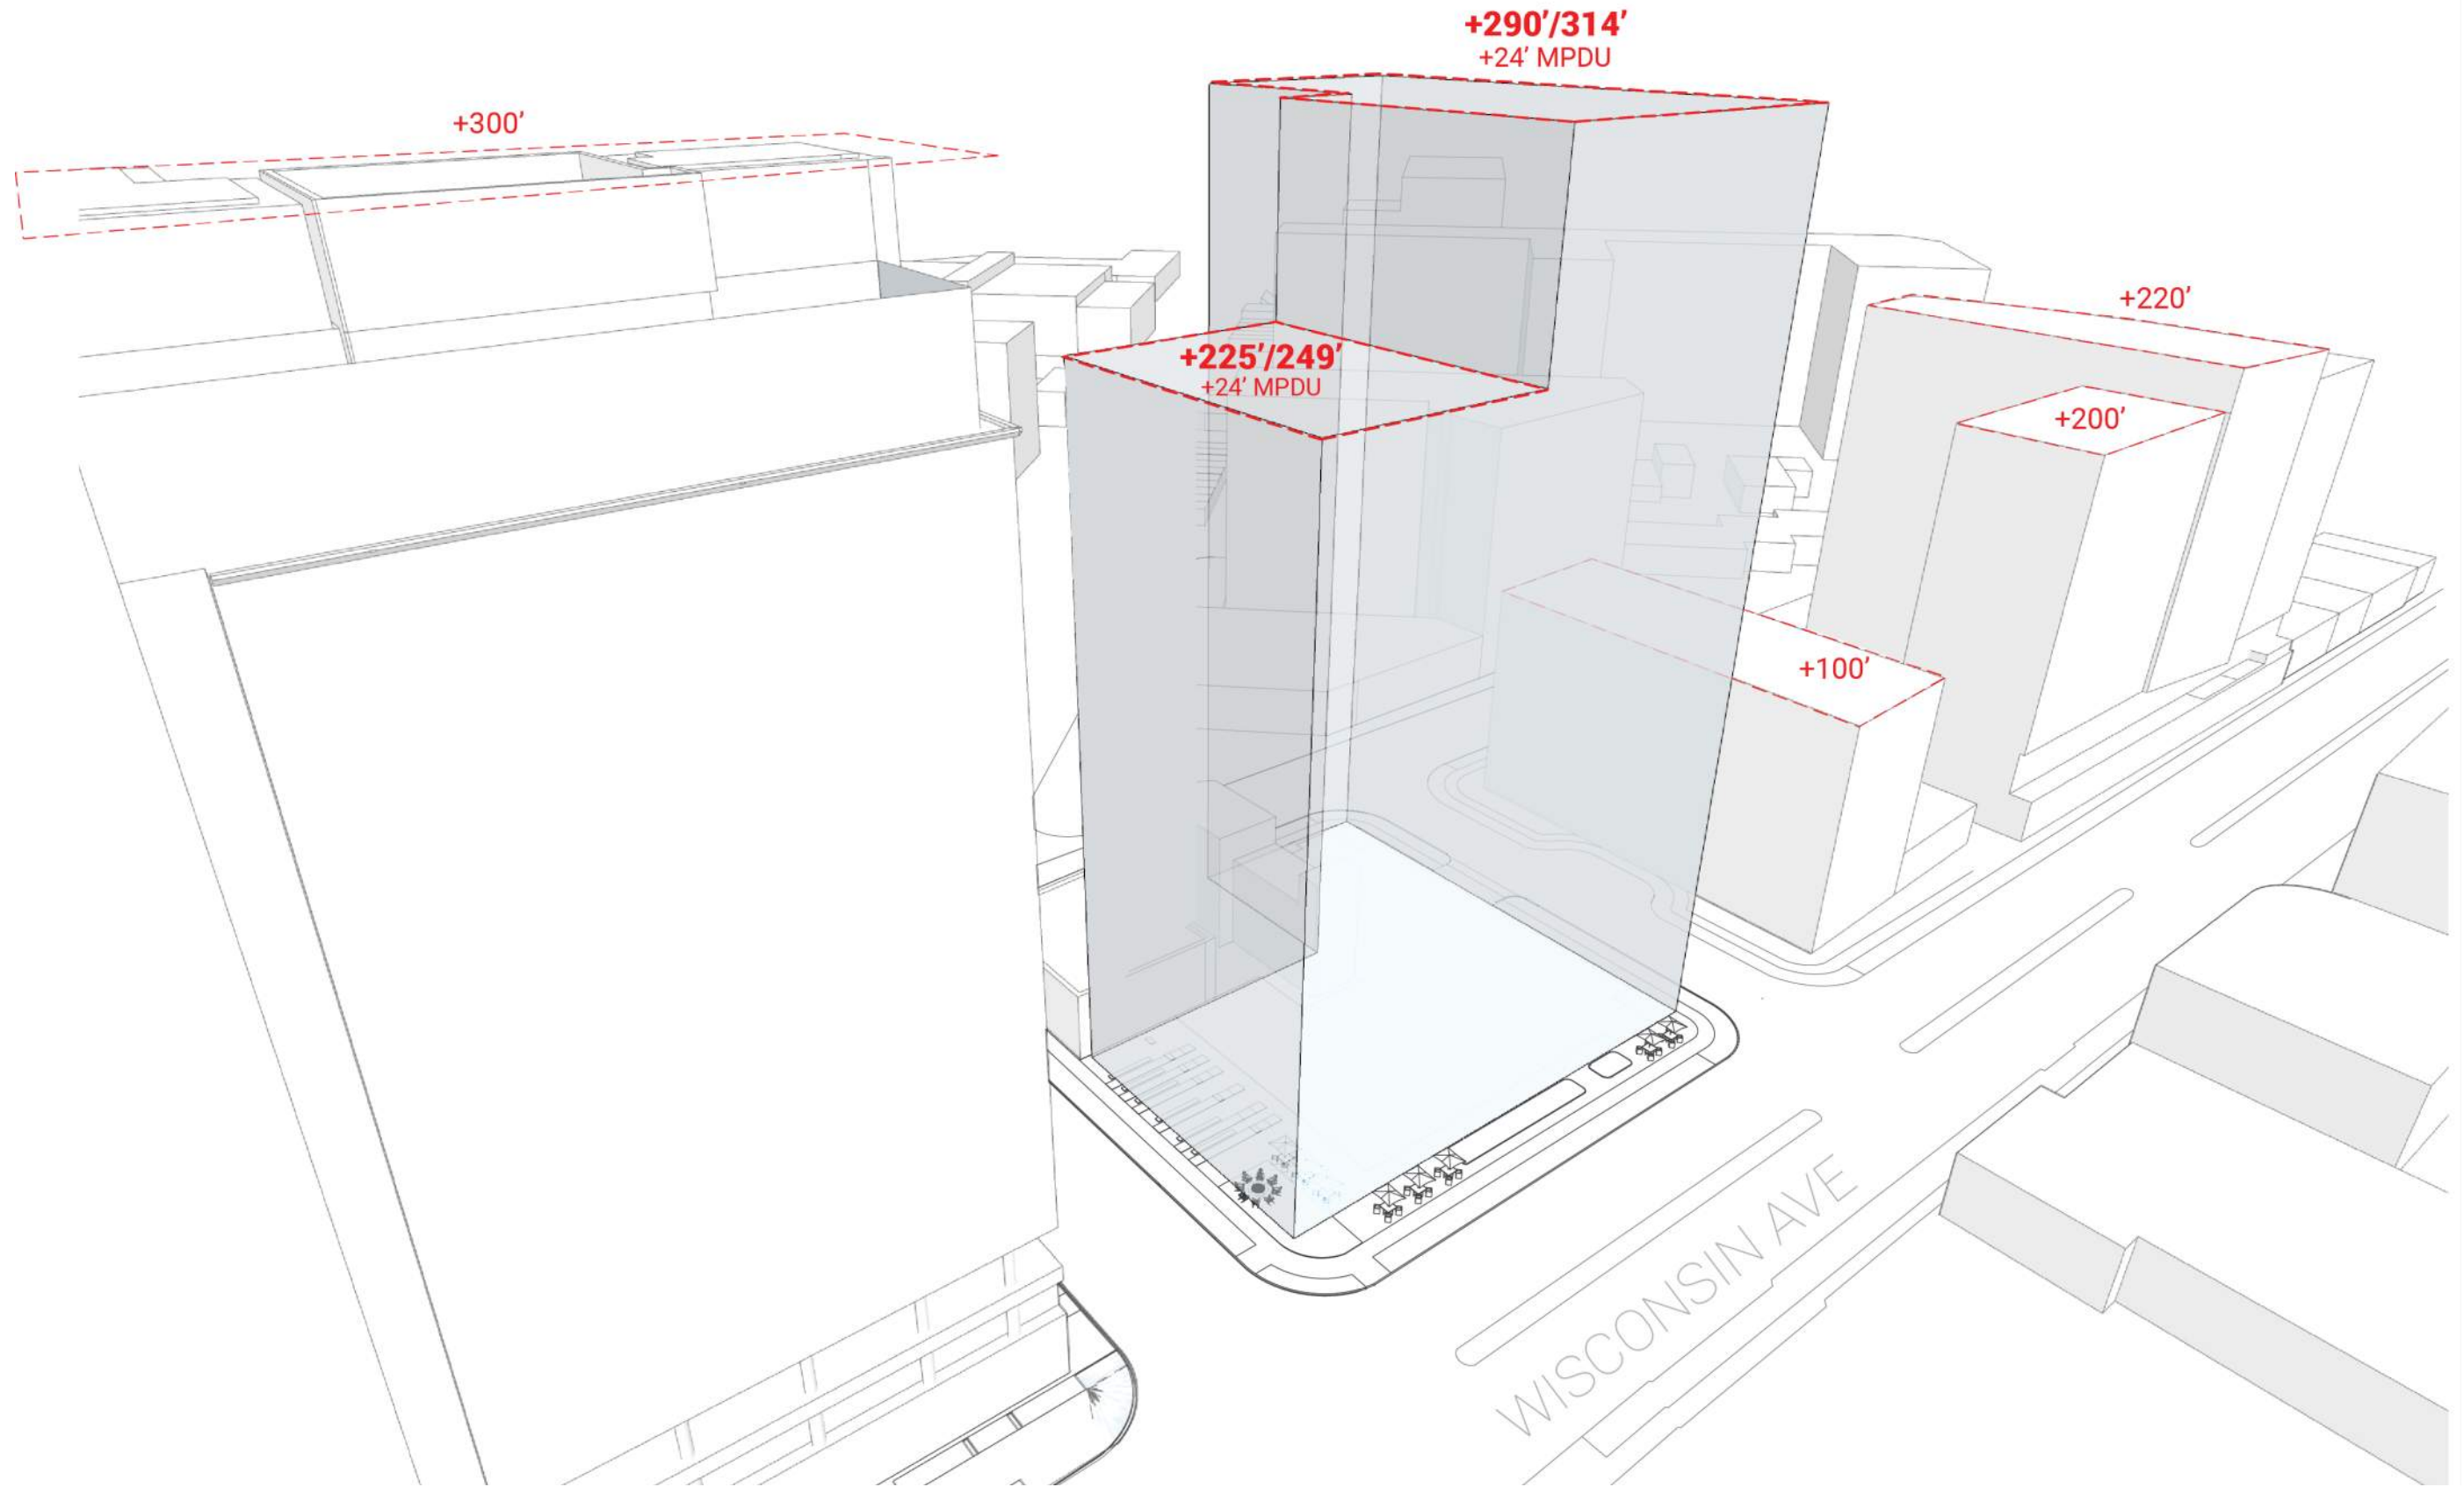 +290’/314’
+24’ MPDU
+300’
+220’
+225’/249’
+24’ MPDU
+200’
+100’
WISCONSIN AVE